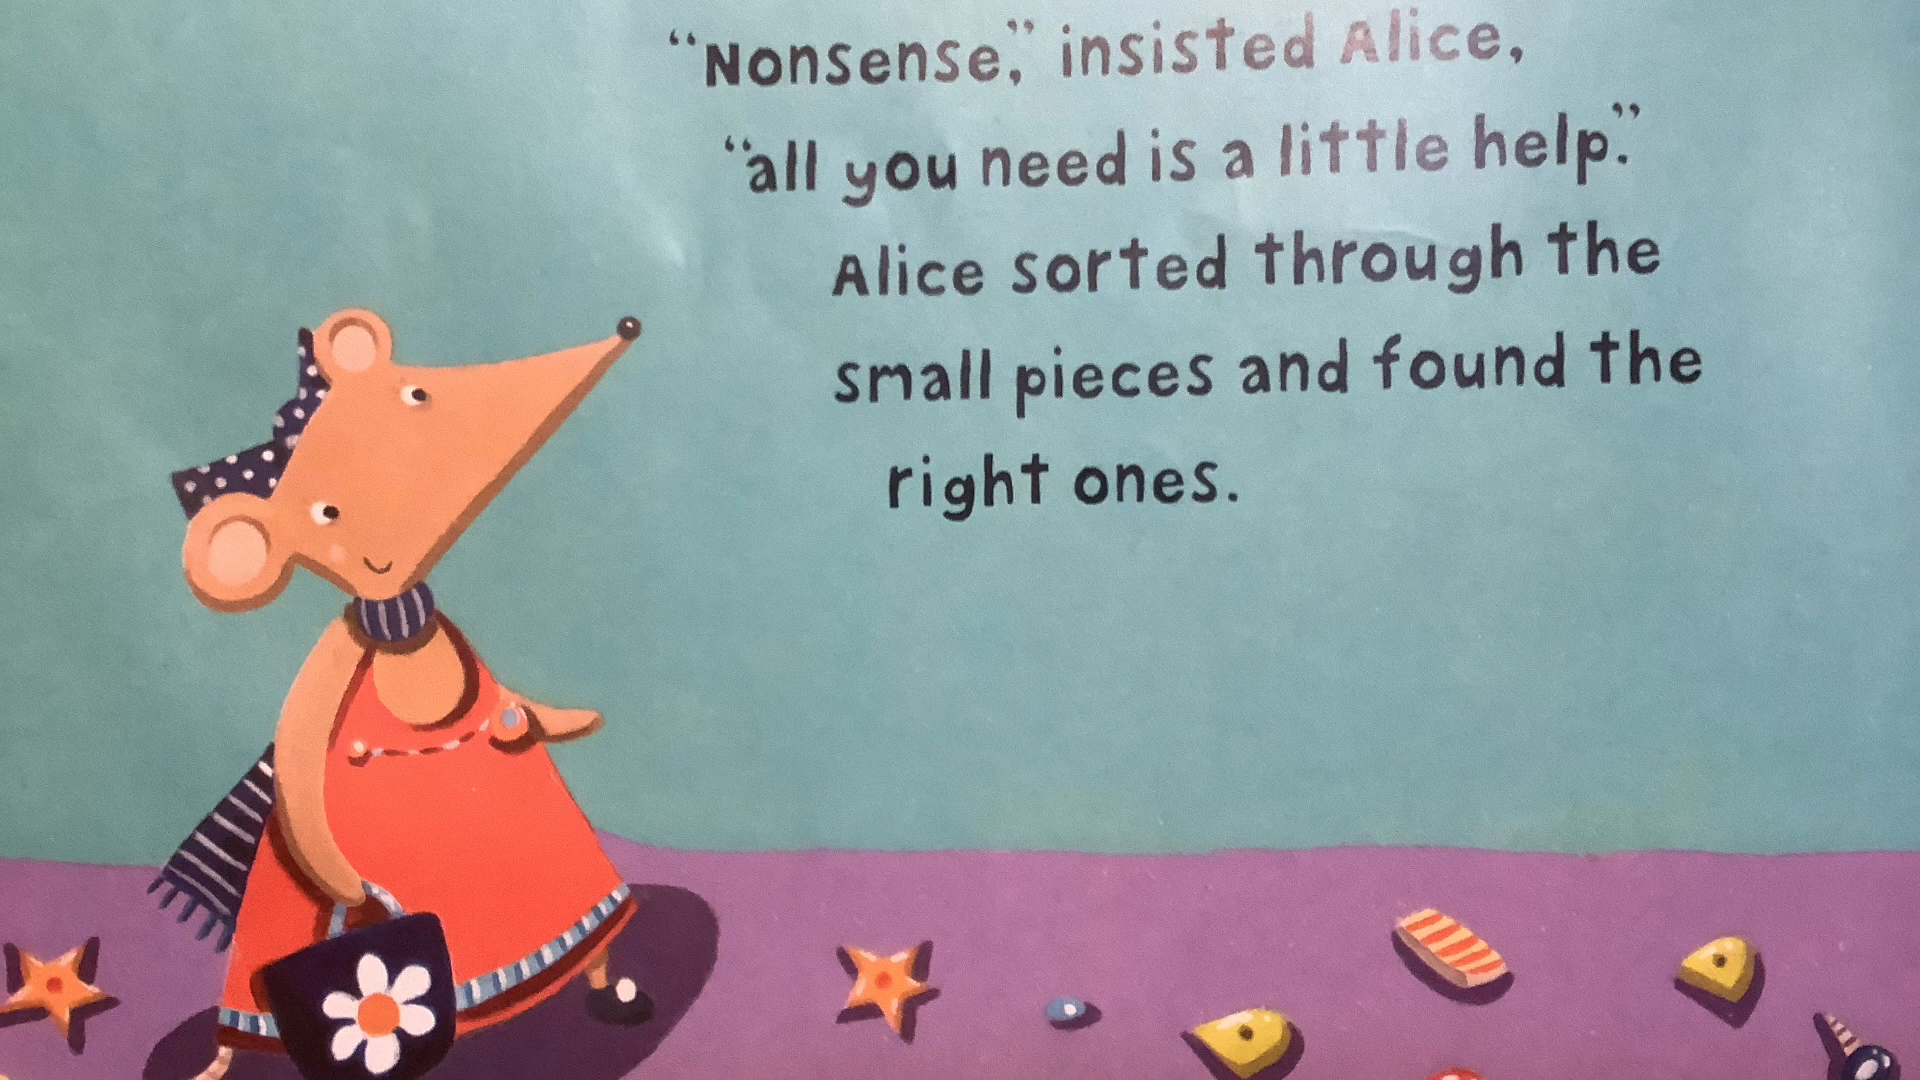 “Nonsense,” insisted Alice,
“all you need is a little help.”
Alice sorted through the
small pieces and found the
right ones.